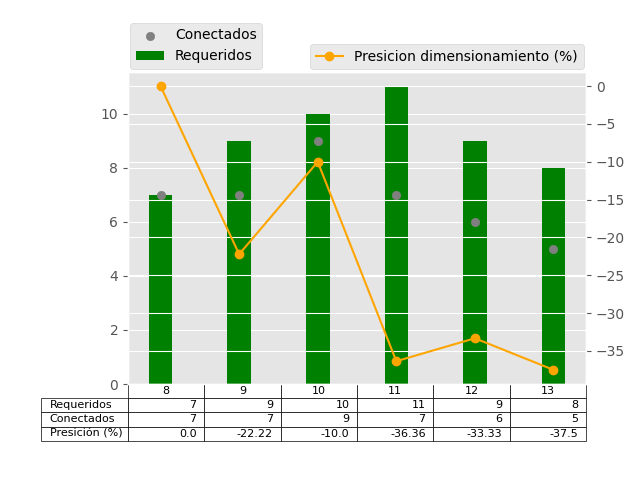 Conectados
Requeridos
Presicion dimensionamiento (%)
10
8
6
4
2
0
0
−5
−10
−15
−20
−25
−30
−35
8 9 10 11 12 13
Requeridos 7 9 10 11 9 8
Conectados 7 7 9 7 6 5
Presición (%) 0.0 -22.22 -10.0 -36.36 -33.33 -37.5